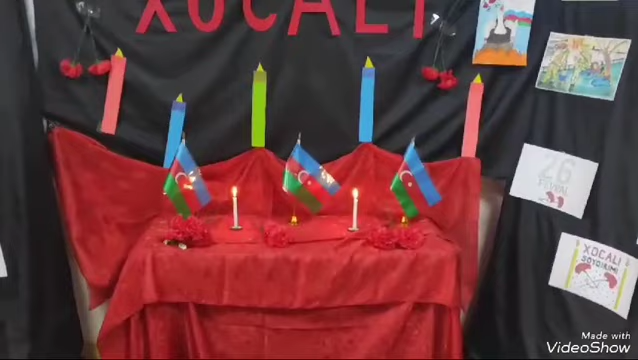 XOCALI
26
FEVRAL
XOCALI
SOYQIRIMI
Made with
VideoShow